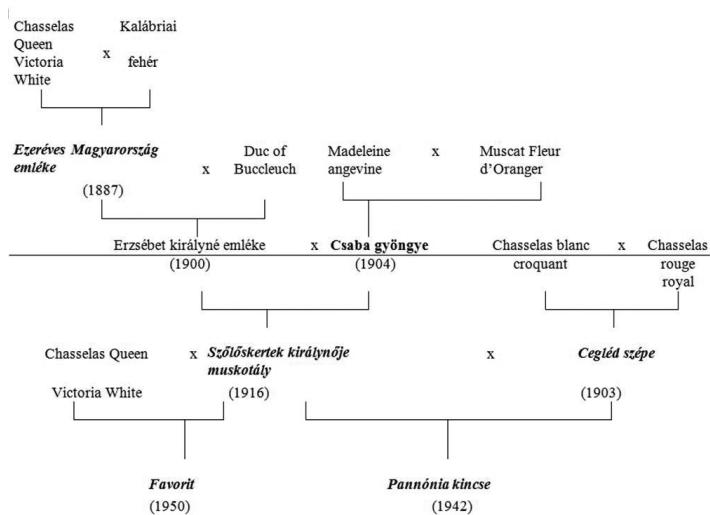 Chasselas Queen Victoria White x Kalábriai fehér
Ezeréves Magyarország emléke (1887) x Duc of Buccleuch
Madeleine angevine x Muscat Fleur d’Oranger
Erzsébet királyné emléke (1900) x Csaba gyöngye (1904)
Chasselas blanc croquant x Chasselas rouge royal
Chasselas Queen Victoria White x Szőlőskertek királynője muskotály (1916) x Cegléd szépe (1903)
Favorit (1950)
Pannónia kincse (1942)